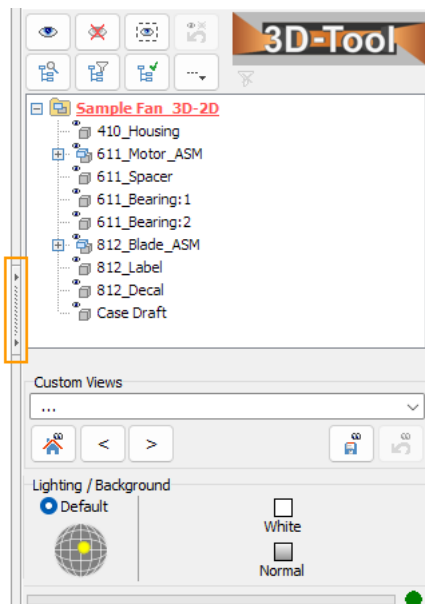 3D-Tool
Sample Fan_3D-2D
410_Housing
611_Motor_ASM
611_Spacer
611_Bearing:1
611_Bearing:2
812_Blade_ASM
812_Label
812_Decal
Case Draft
Custom Views
...
< >
Lighting / Background
Default
White
Normal